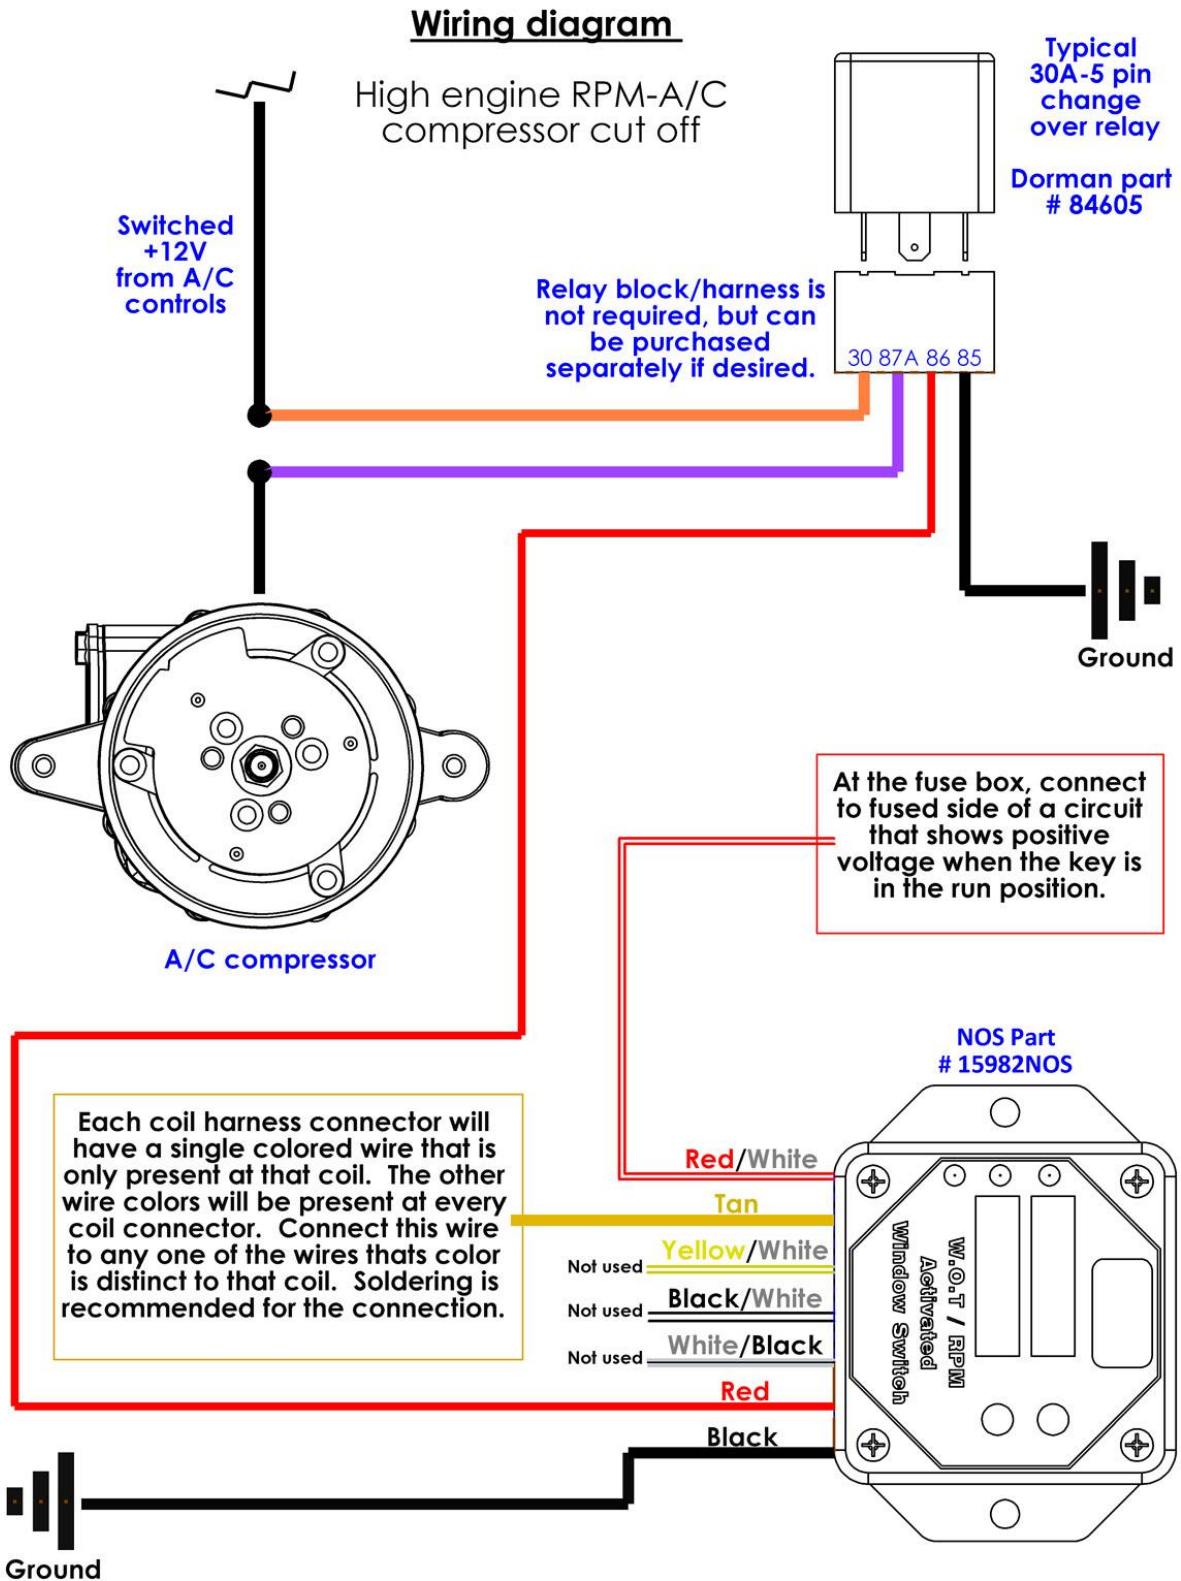 Wiring diagram
High engine RPM-A/C
compressor cut off
Typical
30A-5 pin
change
over relay
Dorman part
# 84605
Switched
+12V
from A/C
controls
Relay block/harness is
not required, but can
be purchased
separately if desired.
30 87A 86 85
Ground
At the fuse box, connect
to fused side of a circuit
that shows positive
voltage when the key is
in the run position.
A/C compressor
NOS Part
# 15982NOS
Each coil harness connector will
have a single colored wire that is
only present at that coil. The other
wire colors will be present at every
coil connector. Connect this wire
to any one of the wires thats color
is distinct to that coil. Soldering is
recommended for the connection.
Red/White
Tan
Yellow/White
Not used
Black/White
Not used
White/Black
Not used
Red
Black
W.O.T / RPM
Activated
Window Switch
Ground